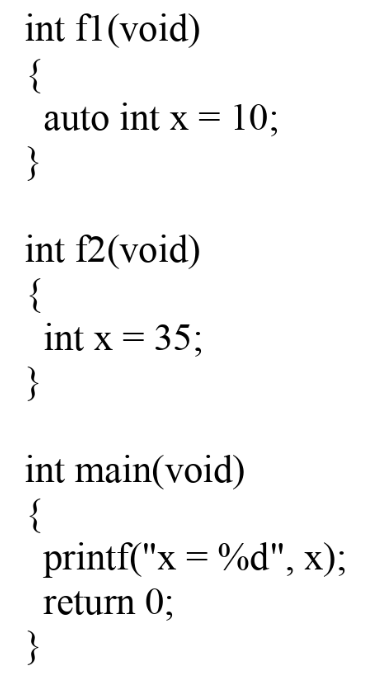 int f1(void)
{
auto int x = 10;
}
int f2(void)
{
int x = 35;
}
int main(void)
{
printf("x = %d", x);
return 0;
}